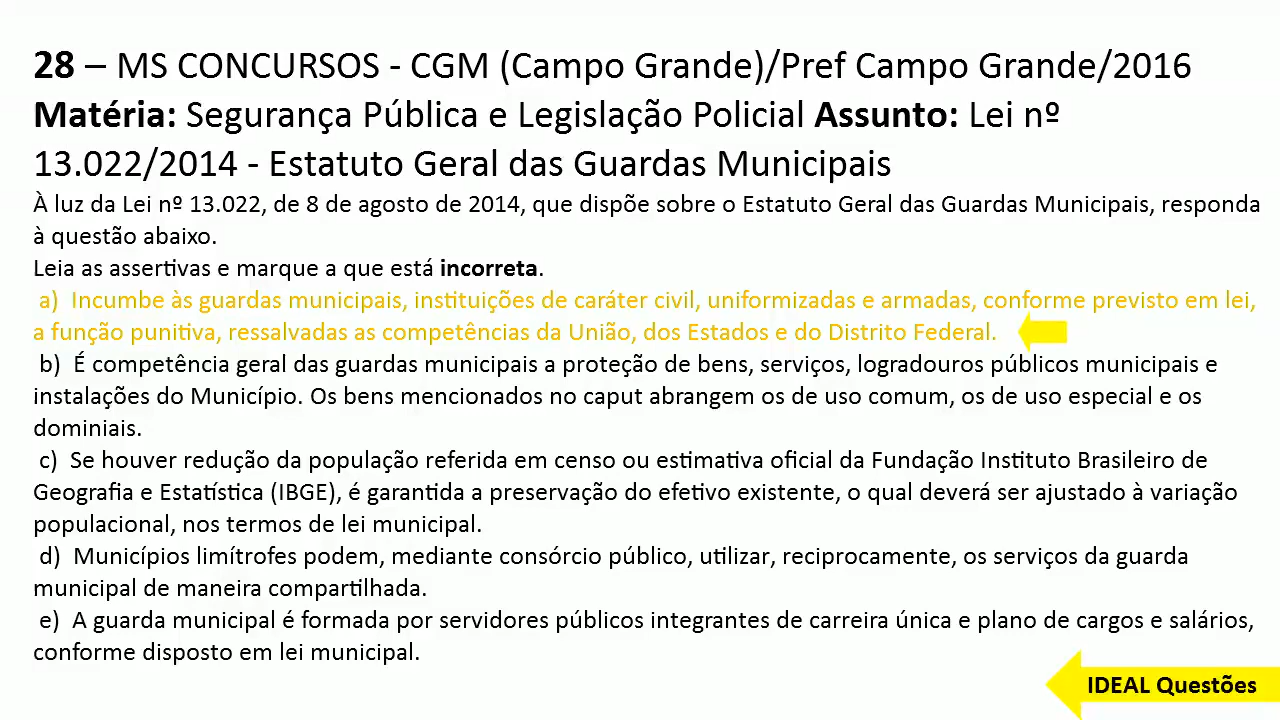 28 – MS CONCURSOS - CGM (Campo Grande)/Pref Campo Grande/2016
Matéria: Segurança Pública e Legislação Policial Assunto: Lei nº
13.022/2014 - Estatuto Geral das Guardas Municipais
À luz da Lei nº 13.022, de 8 de agosto de 2014, que dispõe sobre o Estatuto Geral das Guardas Municipais, responda
à questão abaixo.
Leia as assertivas e marque a que está incorreta.
a) Incumbe às guardas municipais, instituições de caráter civil, uniformizadas e armadas, conforme previsto em lei,
a função punitiva, ressalvadas as competências da União, dos Estados e do Distrito Federal.
b) É competência geral das guardas municipais a proteção de bens, serviços, logradouros públicos municipais e
instalações do Município. Os bens mencionados no caput abrangem os de uso comum, os de uso especial e os
dominiais.
c) Se houver redução da população referida em censo ou estimativa oficial da Fundação Instituto Brasileiro de
Geografia e Estatística (IBGE), é garantida a preservação do efetivo existente, o qual deverá ser ajustado à variação
populacional, nos termos de lei municipal.
d) Municípios limítrofes podem, mediante consórcio público, utilizar, reciprocamente, os serviços da guarda
municipal de maneira compartilhada.
e) A guarda municipal é formada por servidores públicos integrantes de carreira única e plano de cargos e salários,
conforme disposto em lei municipal.
IDEAL Questões